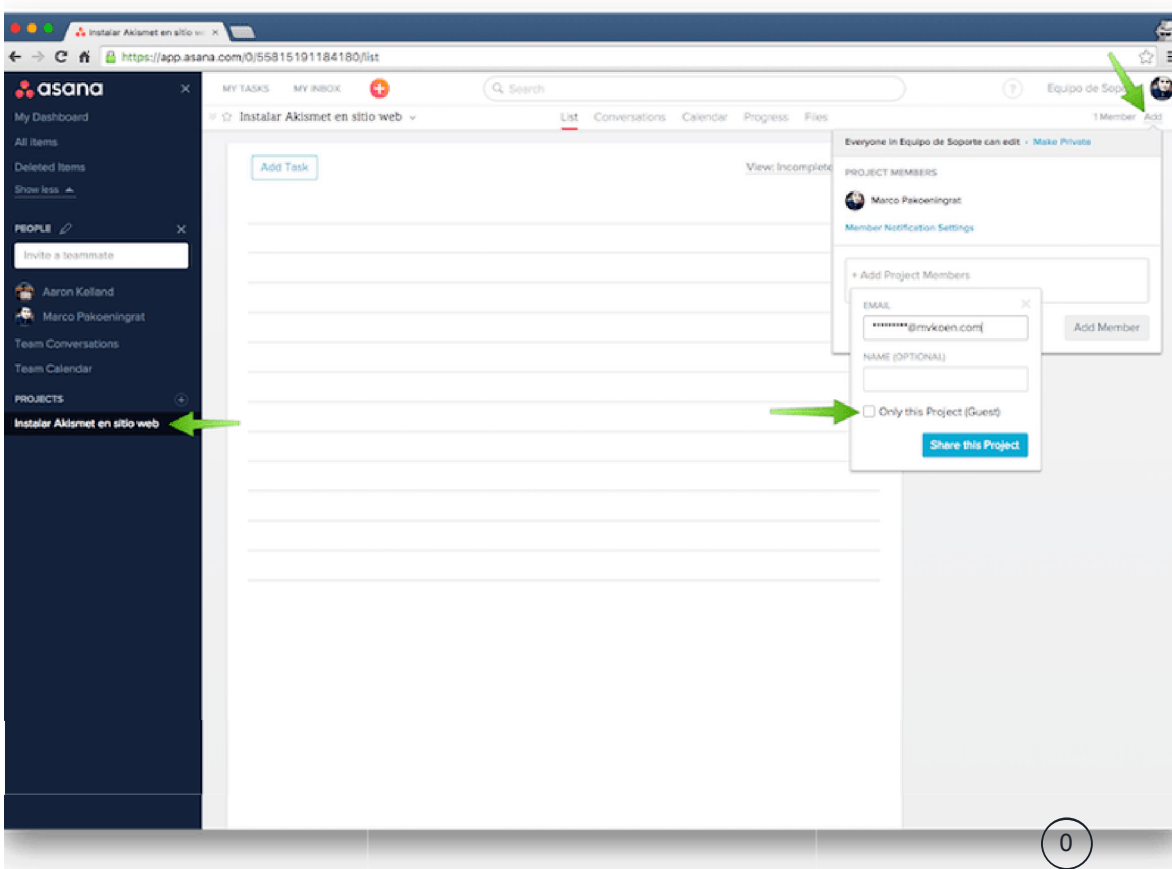 Instalar Akismet en sitio we
https://app.asana.com/0/55815191184180/list
asana
MY TASKS MY INBOX Search ? Equipo de Sopo
My Dashboard
Instalar Akismet en sitio web List Conversations Calendar Progress Files 1 Member Add
All items
Deleted Items
Show less
Add Task View: Incomplete
Everyone in Equipo de Soporte can edit · Make Private
PROJECT MEMBERS
Marco Pakoeningrat
Member Notification Settings
PEOPLE
Invite a teammate
Aaron Kelland
Marco Pakoeningrat
Team Conversations
Team Calendar
PROJECTS
Instalar Akismet en sitio web
+ Add Project Members
EMAIL
*********@mvkoen.com
Add Member
NAME (OPTIONAL)
Only this Project (Guest)
Share this Project
0